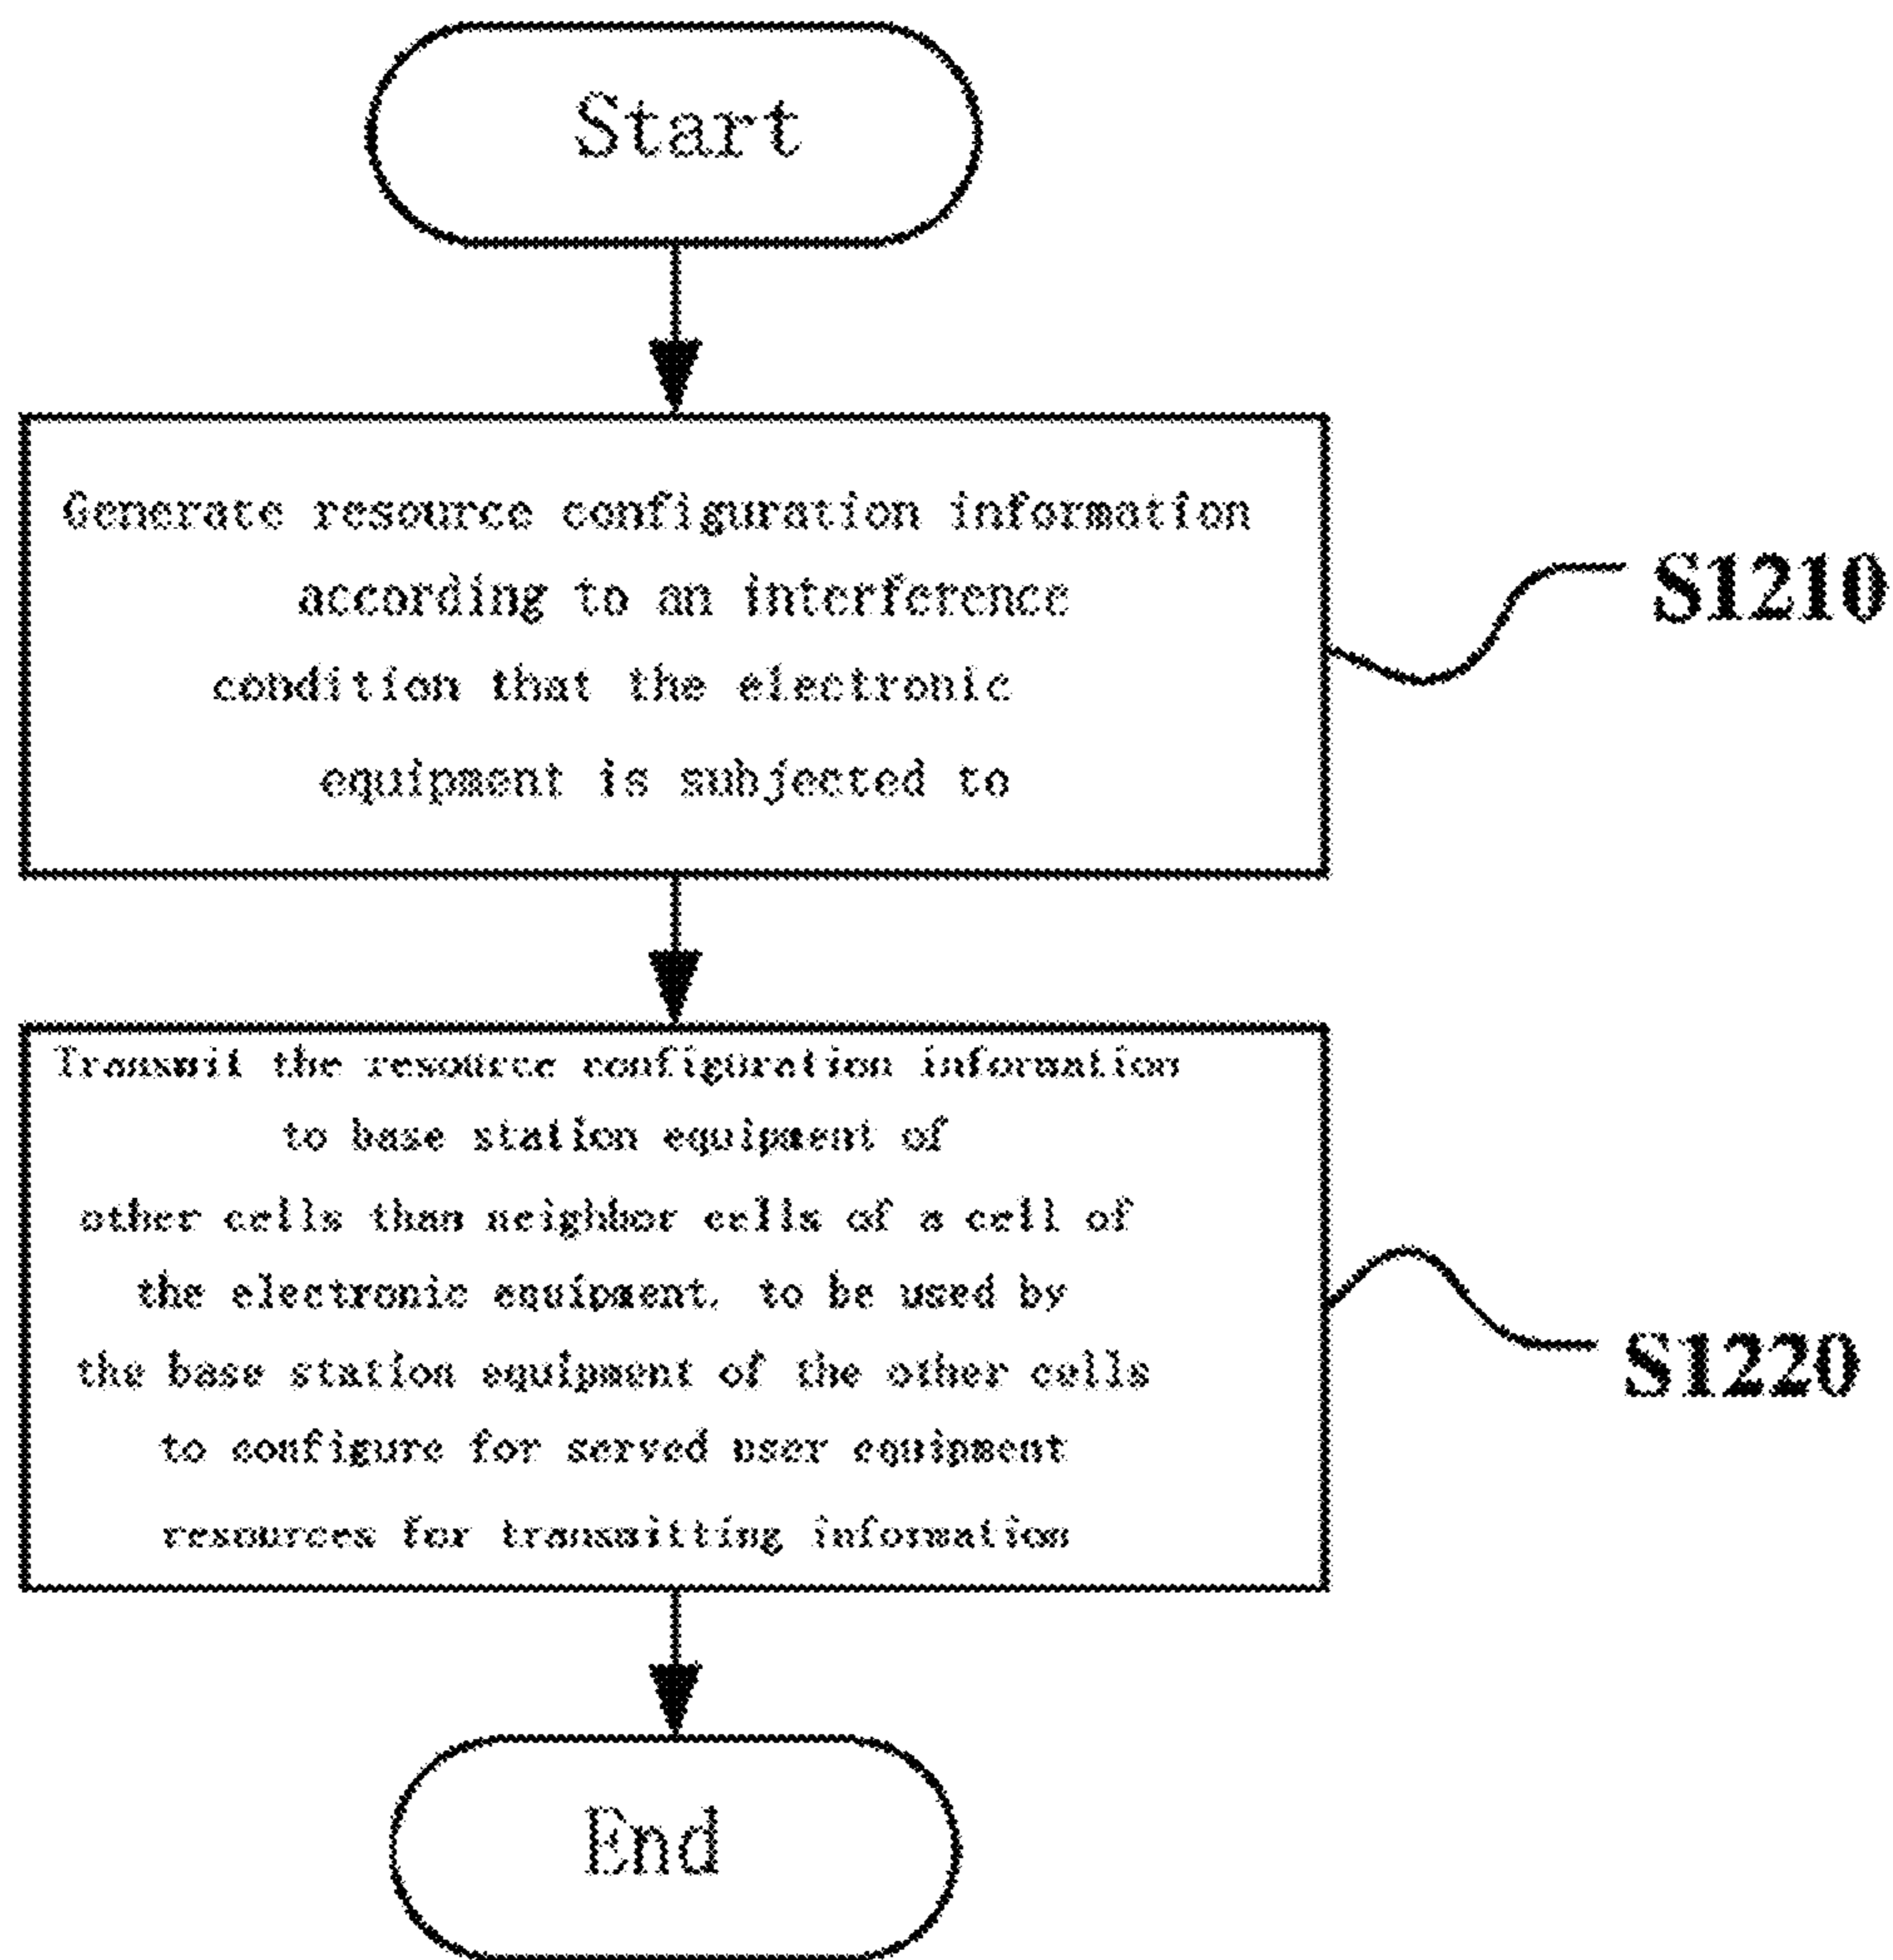 Start
Generate resource configuration information
according to an interference
condition that the electronic
equipment is subjected to
S1210
Transmit the resource configuration information
to base station equipment of
other cells than neighbor cells of a cell of
the electronic equipment, to be used by
the base station equipment of the other cells
to configure for served user equipment
resources for transmitting information
S1220
End